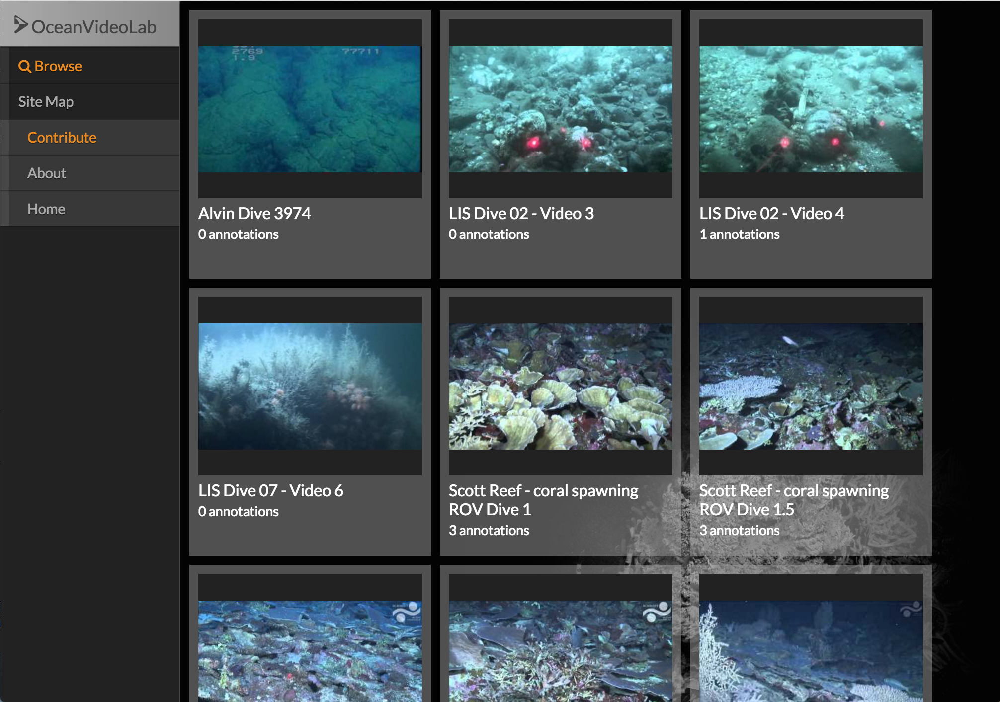 OceanVideoLab
Browse
Site Map
Contribute
About
Home
2769 77711
1.9
Alvin Dive 3974
0 annotations
LIS Dive 02 - Video 3
0 annotations
LIS Dive 02 - Video 4
1 annotations
LIS Dive 07 - Video 6
0 annotations
Scott Reef - coral spawning
ROV Dive 1
3 annotations
Scott Reef - coral spawning
ROV Dive 1.5
3 annotations